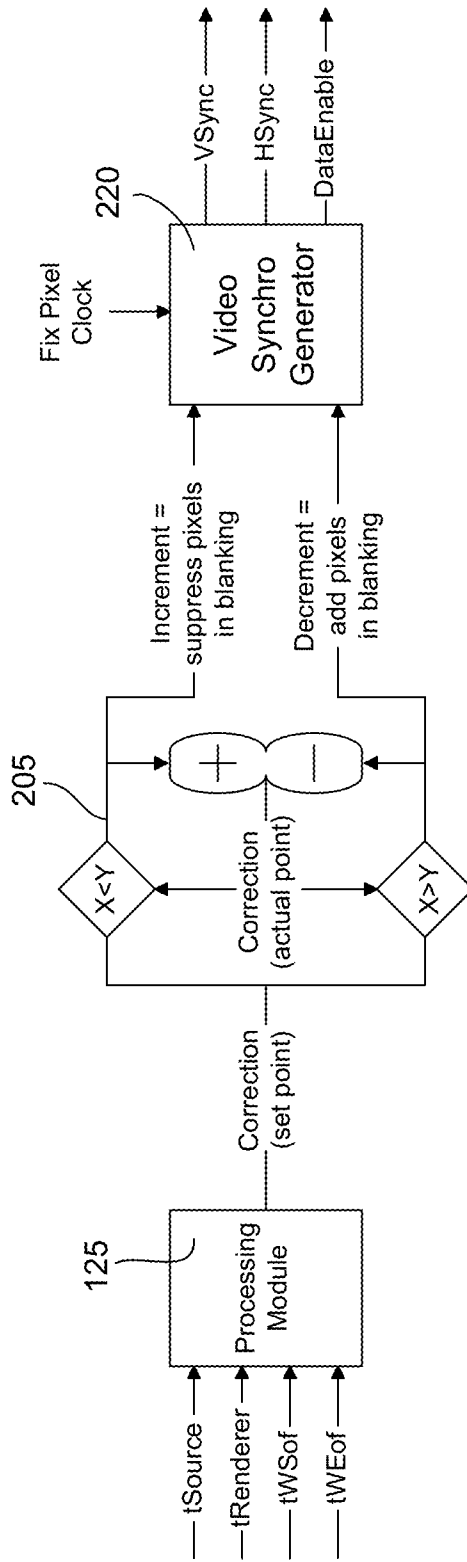 tSource
tRenderer
tWSof
tWEof
125
Processing
Module
Correction
(set point)
X<Y
X>Y
205
Correction
(actual point)
+
−
Increment =
suppress pixels
in blanking
Decrement =
add pixels
in blanking
Fix Pixel
Clock
220
Video
Synchro
Generator
VSync
HSync
DataEnable